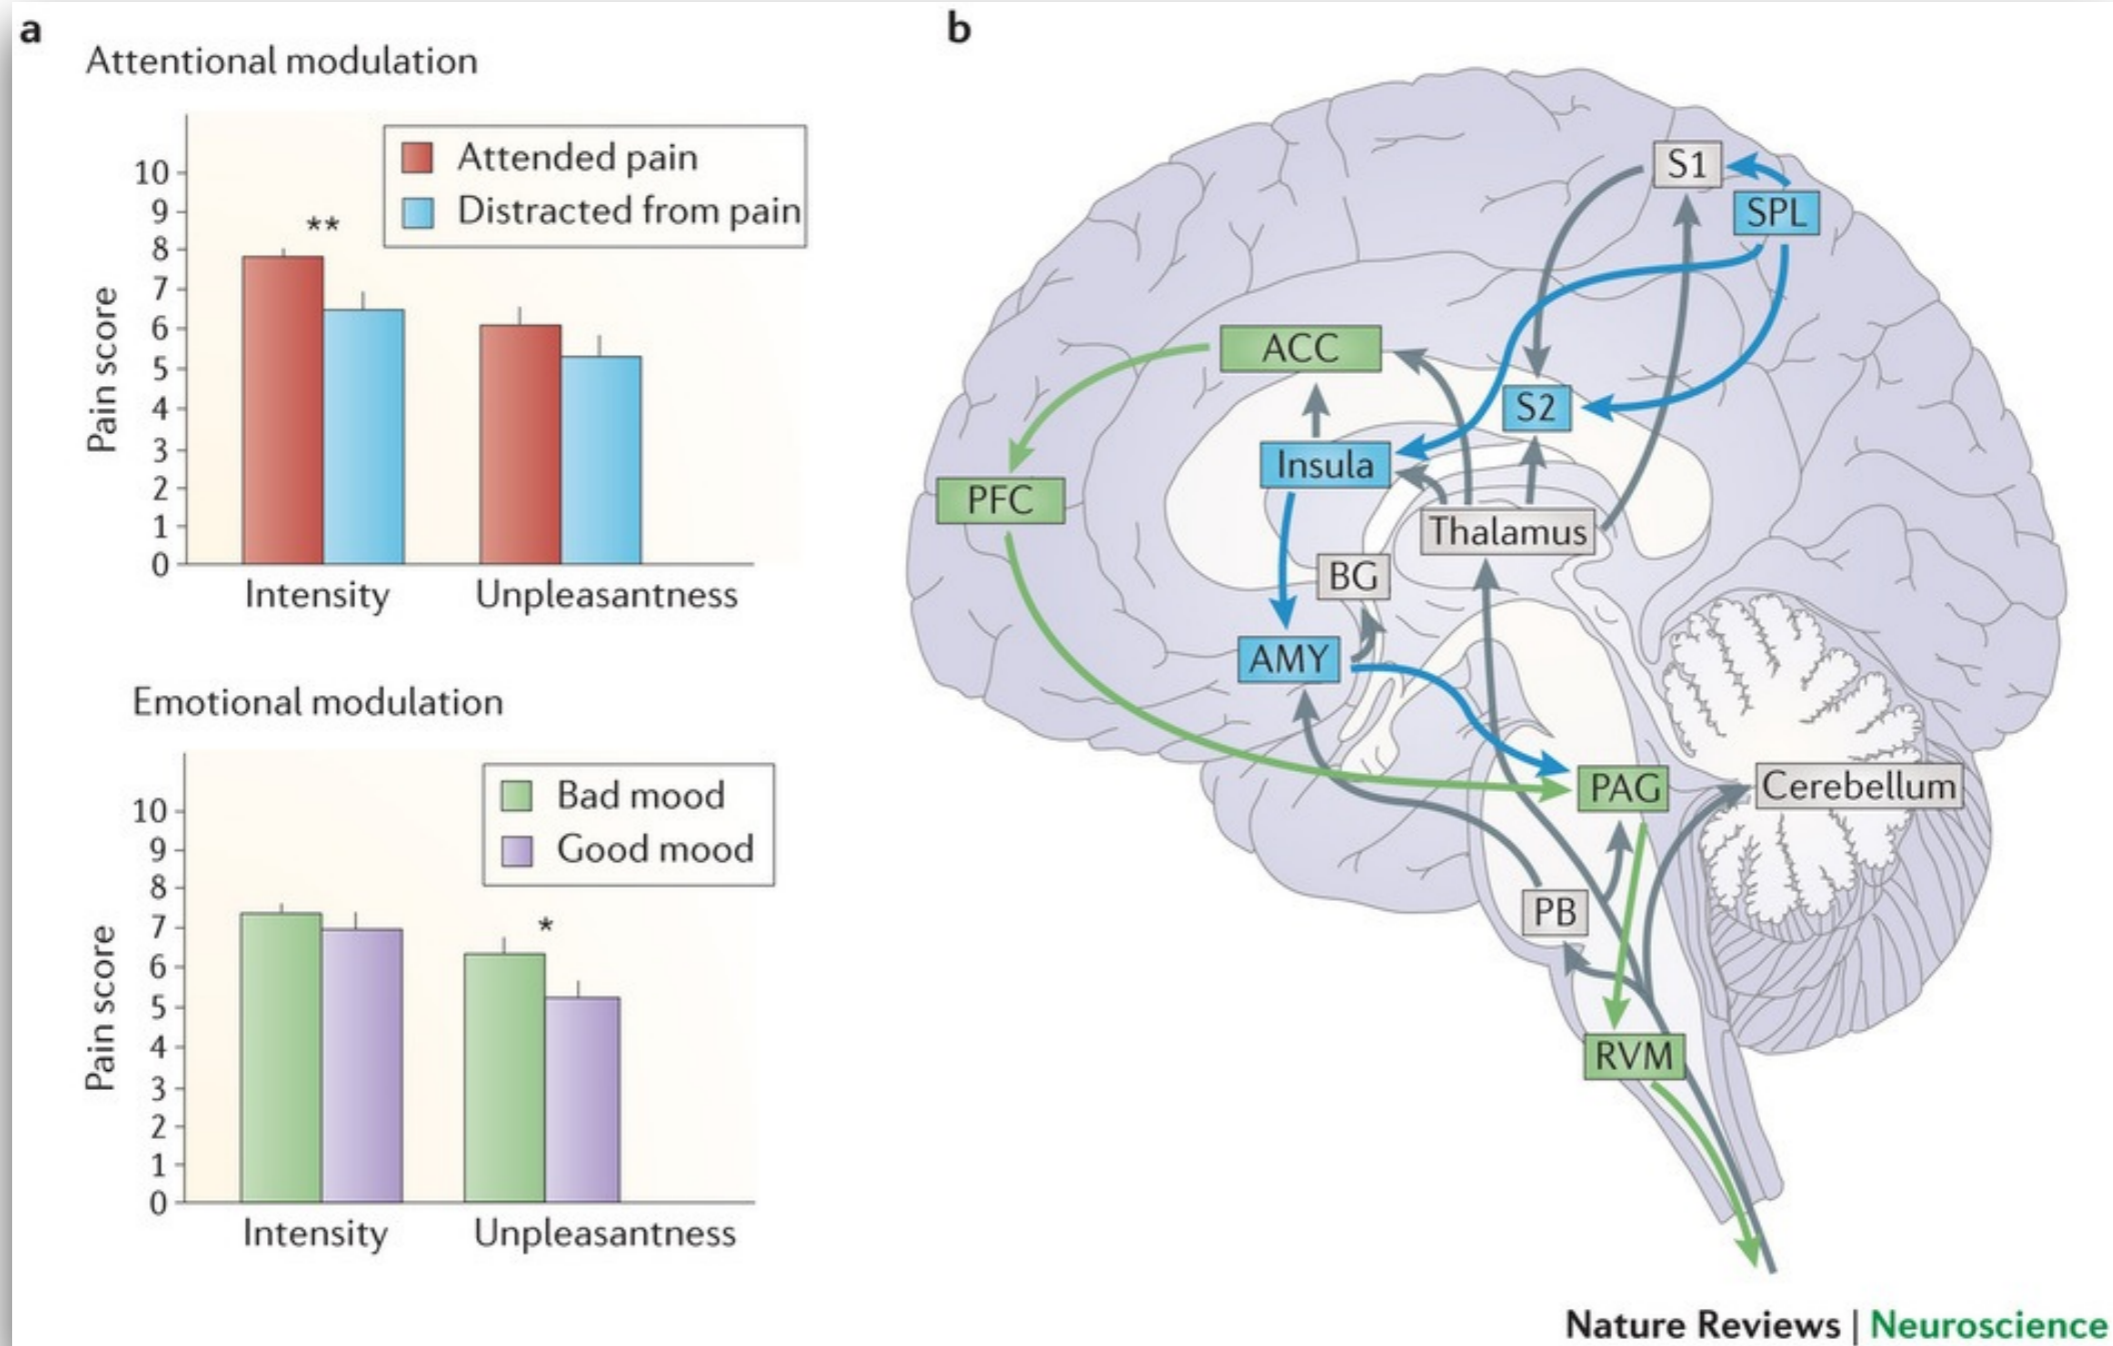 a
Attentional modulation
Attended pain
Distracted from pain
**
Pain score
10
9
8
7
6
5
4
3
2
1
0
Intensity
Unpleasantness
Emotional modulation
Bad mood
Good mood
*
Pain score
10
9
8
7
6
5
4
3
2
1
0
Intensity
Unpleasantness
b
S1
SPL
ACC
S2
Insula
PFC
Thalamus
BG
AMY
PAG
Cerebellum
PB
RVM
Nature Reviews | Neuroscience